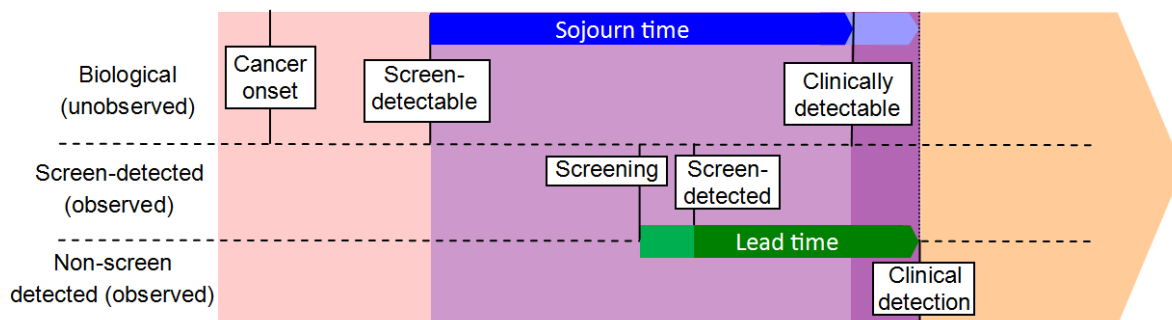 Sojourn time
Biological
(unobserved)
Cancer
onset
Screen-
detectable
Clinically
detectable
Screen-detected
(observed)
Screening
Screen-
detected
Lead time
Non-screen
detected (observed)
Clinical
detection